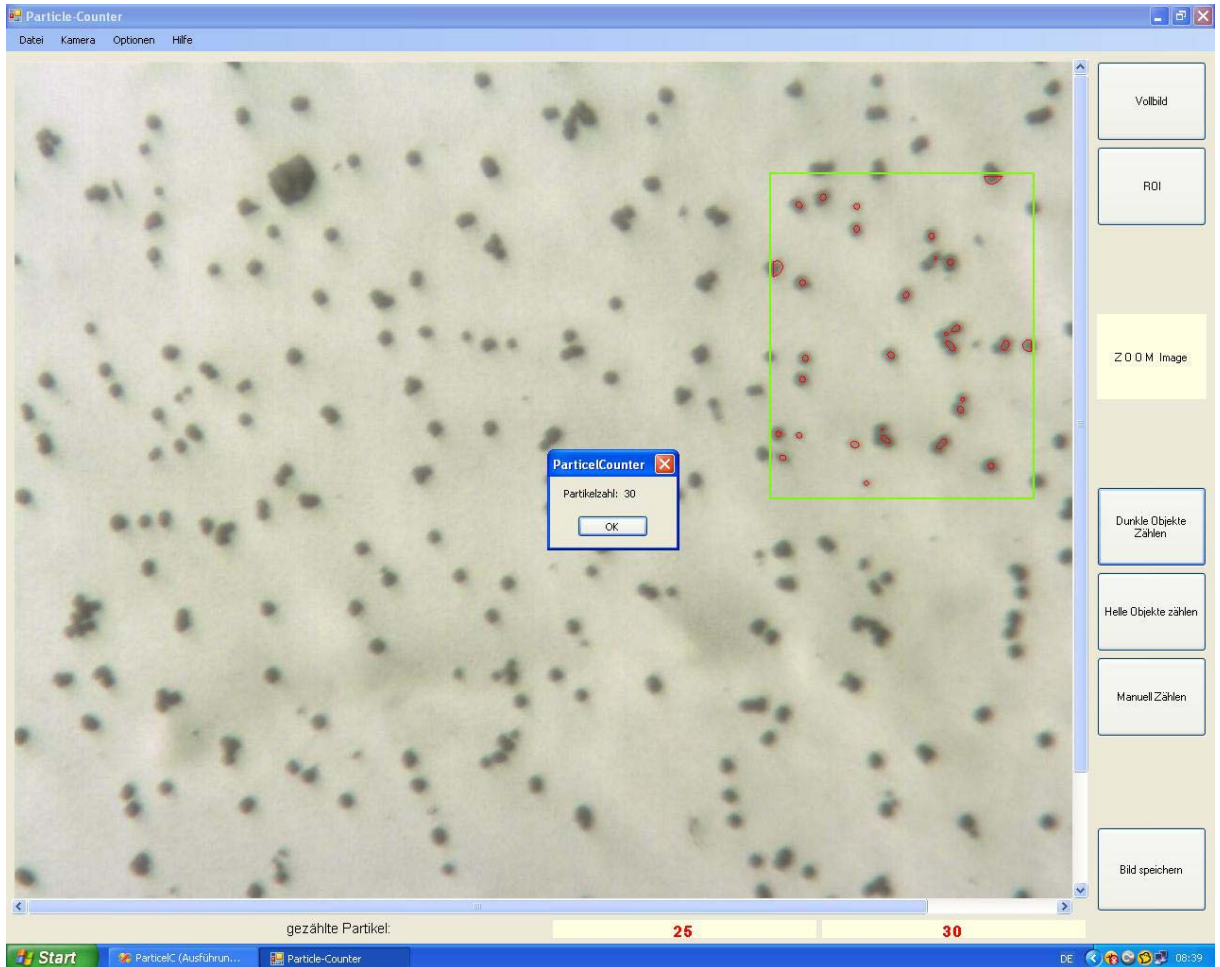 Particle-Counter
Datei Kamera Optionen Hilfe
Vollbild
ROI
Z O O M Image
ParticelCounter
Partikelzahl: 30
OK
Dunkle Objekte
Zählen
Helle Objekte zählen
Manuell Zählen
Bild speichern
gezählte Partikel: 25 30
Start ParticelC (Ausführun... Particle-Counter DE 08:39